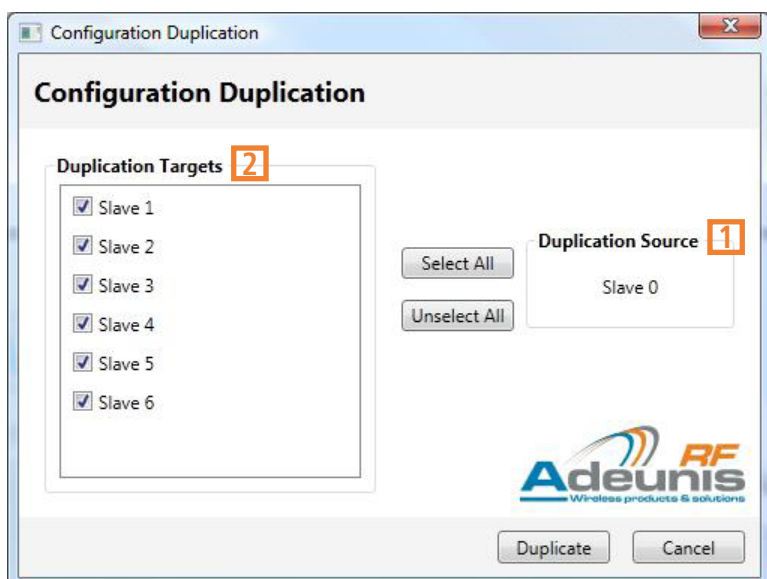 Configuration Duplication
Configuration Duplication
Duplication Targets 2
Slave 1
Slave 2
Slave 3
Slave 4
Slave 5
Slave 6
Select All
Unselect All
Duplication Source 1
Slave 0
Adeunis RF
Wireless products & solutions
Duplicate
Cancel